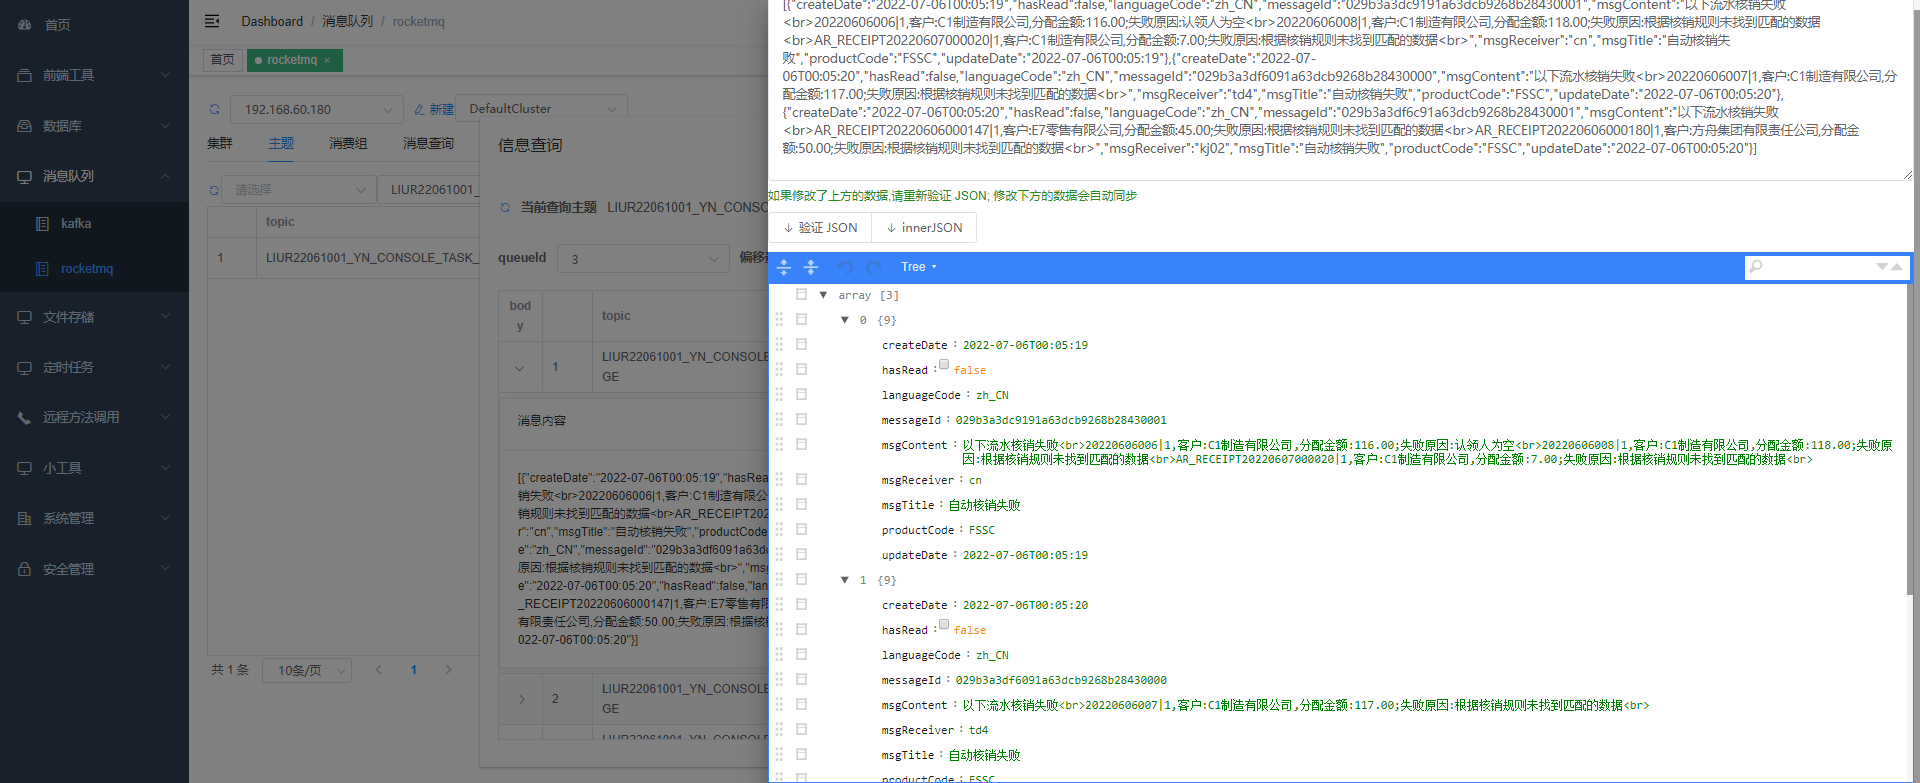 首页
前端工具
数据库
消息队列
kafka
rocketmq
文件存储
定时任务
远程方法调用
小工具
系统管理
安全管理
Dashboard / 消息队列 / rocketmq
首页
rocketmq ×
192.168.60.180
新建
DefaultCluster
集群 主题 消费组 消息查询
请选择
LIUR22061001_
topic
1 LIUR22061001_YN_CONSOLE_TASK_
共 1 条 10条/页 1
信息查询
当前查询主题 LIUR22061001_YN_CONSO
queueId 3 偏移
body topic
1 LIUR22061001_YN_CONSOLE
GE
消息内容
[{"createDate":"2022-07-06T00:05:19","hasRea
销失败<br>20220606006|1,客户:C1制造有限公
销规则未找到匹配的数据<br>AR_RECEIPT202
r":"cn","msgTitle":"自动核销失败","productCode
e":"zh_CN","messageId":"029b3a3df6091a63dc
原因:根据核销规则未找到匹配的数据<br>","msg
e":"2022-07-06T00:05:20","hasRead":false,"lan
_RECEIPT20220606000147|1,客户:E7零售有限
有限责任公司,分配金额:50.00;失败原因:根据核销
022-07-06T00:05:20"}]
2 LIUR22061001_YN_CONSOLE
GE
LIUR22061001_YN_CONSOLE
[{"createDate":"2022-07-06T00:05:19","hasRead":false,"languageCode":"zh_CN","messageId":"029b3a3dc9191a63dcb9268b28430001","msgContent":"以下流水核销失败
<br>20220606006|1,客户:C1制造有限公司,分配金额:116.00;失败原因:认领人为空<br>20220606008|1,客户:C1制造有限公司,分配金额:118.00;失败原因:根据核销规则未找到匹配的数据
<br>AR_RECEIPT20220607000020|1,客户:C1制造有限公司,分配金额:7.00;失败原因:根据核销规则未找到匹配的数据<br>","msgReceiver":"cn","msgTitle":"自动核销失
败","productCode":"FSSC","updateDate":"2022-07-06T00:05:19"},{"createDate":"2022-07-
06T00:05:20","hasRead":false,"languageCode":"zh_CN","messageId":"029b3a3df6091a63dcb9268b28430000","msgContent":"以下流水核销失败<br>20220606007|1,客户:C1制造有限公司,分
配金额:117.00;失败原因:根据核销规则未找到匹配的数据<br>","msgReceiver":"td4","msgTitle":"自动核销失败","productCode":"FSSC","updateDate":"2022-07-06T00:05:20"},
{"createDate":"2022-07-06T00:05:20","hasRead":false,"languageCode":"zh_CN","messageId":"029b3a3df6c91a63dcb9268b28430001","msgContent":"以下流水核销失败
<br>AR_RECEIPT20220606000147|1,客户:E7零售有限公司,分配金额:45.00;失败原因:根据核销规则未找到匹配的数据<br>AR_RECEIPT20220606000180|1,客户:方舟集团有限责任公司,分配金
额:50.00;失败原因:根据核销规则未找到匹配的数据<br>","msgReceiver":"kj02","msgTitle":"自动核销失败","productCode":"FSSC","updateDate":"2022-07-06T00:05:20"}]
如果修改了上方的数据,请重新验证 JSON; 修改下方的数据会自动同步
↓ 验证 JSON ↓ innerJSON
Tree
array [3]
0 {9}
createDate : 2022-07-06T00:05:19
hasRead : false
languageCode : zh_CN
messageId : 029b3a3dc9191a63dcb9268b28430001
msgContent : 以下流水核销失败<br>20220606006|1,客户:C1制造有限公司,分配金额:116.00;失败原因:认领人为空<br>20220606008|1,客户:C1制造有限公司,分配金额:118.00;失败原
因:根据核销规则未找到匹配的数据<br>AR_RECEIPT20220607000020|1,客户:C1制造有限公司,分配金额:7.00;失败原因:根据核销规则未找到匹配的数据<br>
msgReceiver : cn
msgTitle : 自动核销失败
productCode : FSSC
updateDate : 2022-07-06T00:05:19
1 {9}
createDate : 2022-07-06T00:05:20
hasRead : false
languageCode : zh_CN
messageId : 029b3a3df6091a63dcb9268b28430000
msgContent : 以下流水核销失败<br>20220606007|1,客户:C1制造有限公司,分配金额:117.00;失败原因:根据核销规则未找到匹配的数据<br>
msgReceiver : td4
msgTitle : 自动核销失败
productCode : FSSC